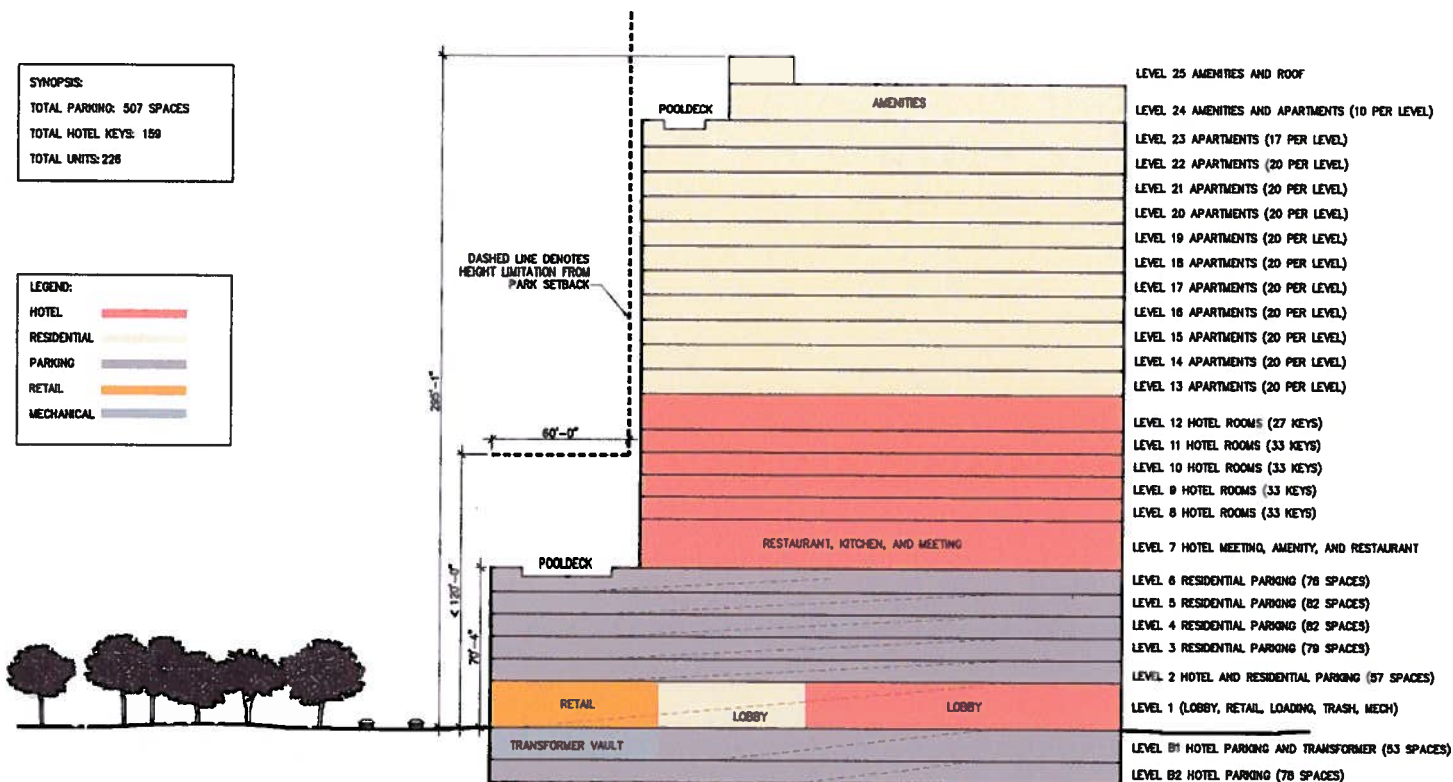 SYNOPSIS:
TOTAL PARKING: 507 SPACES
TOTAL HOTEL KEYS: 159
TOTAL UNITS: 226
LEGEND:
HOTEL
RESIDENTIAL
PARKING
RETAIL
MECHANICAL
295'-1"
DASHED LINE DENOTES
HEIGHT LIMITATION FROM
PARK SETBACK
60'-0"
< 120'-0"
70'-4"
POOLDECK
AMENITIES
RESTAURANT, KITCHEN, AND MEETING
POOLDECK
RETAIL
LOBBY
LOBBY
TRANSFORMER VAULT
LEVEL 25 AMENITIES AND ROOF
LEVEL 24 AMENITIES AND APARTMENTS (10 PER LEVEL)
LEVEL 23 APARTMENTS (17 PER LEVEL)
LEVEL 22 APARTMENTS (20 PER LEVEL)
LEVEL 21 APARTMENTS (20 PER LEVEL)
LEVEL 20 APARTMENTS (20 PER LEVEL)
LEVEL 19 APARTMENTS (20 PER LEVEL)
LEVEL 18 APARTMENTS (20 PER LEVEL)
LEVEL 17 APARTMENTS (20 PER LEVEL)
LEVEL 16 APARTMENTS (20 PER LEVEL)
LEVEL 15 APARTMENTS (20 PER LEVEL)
LEVEL 14 APARTMENTS (20 PER LEVEL)
LEVEL 13 APARTMENTS (20 PER LEVEL)
LEVEL 12 HOTEL ROOMS (27 KEYS)
LEVEL 11 HOTEL ROOMS (33 KEYS)
LEVEL 10 HOTEL ROOMS (33 KEYS)
LEVEL 9 HOTEL ROOMS (33 KEYS)
LEVEL 8 HOTEL ROOMS (33 KEYS)
LEVEL 7 HOTEL MEETING, AMENITY, AND RESTAURANT
LEVEL 6 RESIDENTIAL PARKING (76 SPACES)
LEVEL 5 RESIDENTIAL PARKING (82 SPACES)
LEVEL 4 RESIDENTIAL PARKING (82 SPACES)
LEVEL 3 RESIDENTIAL PARKING (79 SPACES)
LEVEL 2 HOTEL AND RESIDENTIAL PARKING (57 SPACES)
LEVEL 1 (LOBBY, RETAIL, LOADING, TRASH, MECH)
LEVEL B1 HOTEL PARKING AND TRANSFORMER (53 SPACES)
LEVEL B2 HOTEL PARKING (78 SPACES)